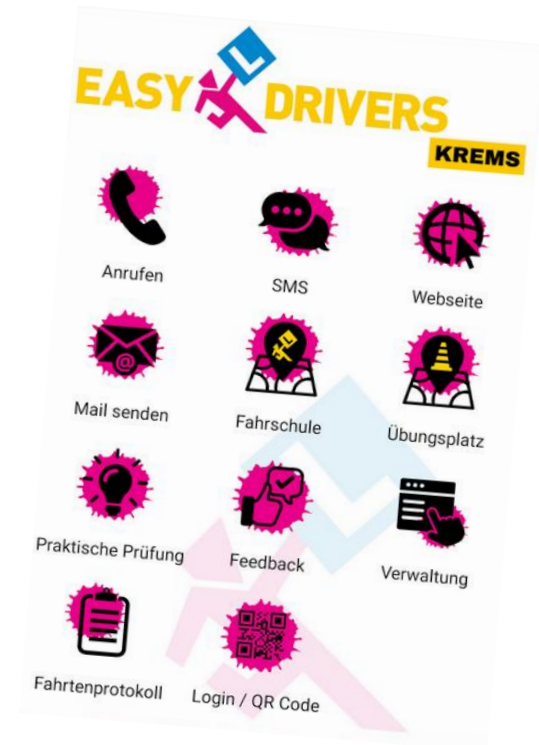 EASY DRIVERS
KREMS
Anrufen
SMS
Webseite
Mail senden
Fahrschule
Übungsplatz
Praktische Prüfung
Feedback
Verwaltung
Fahrtenprotokoll
Login / QR Code